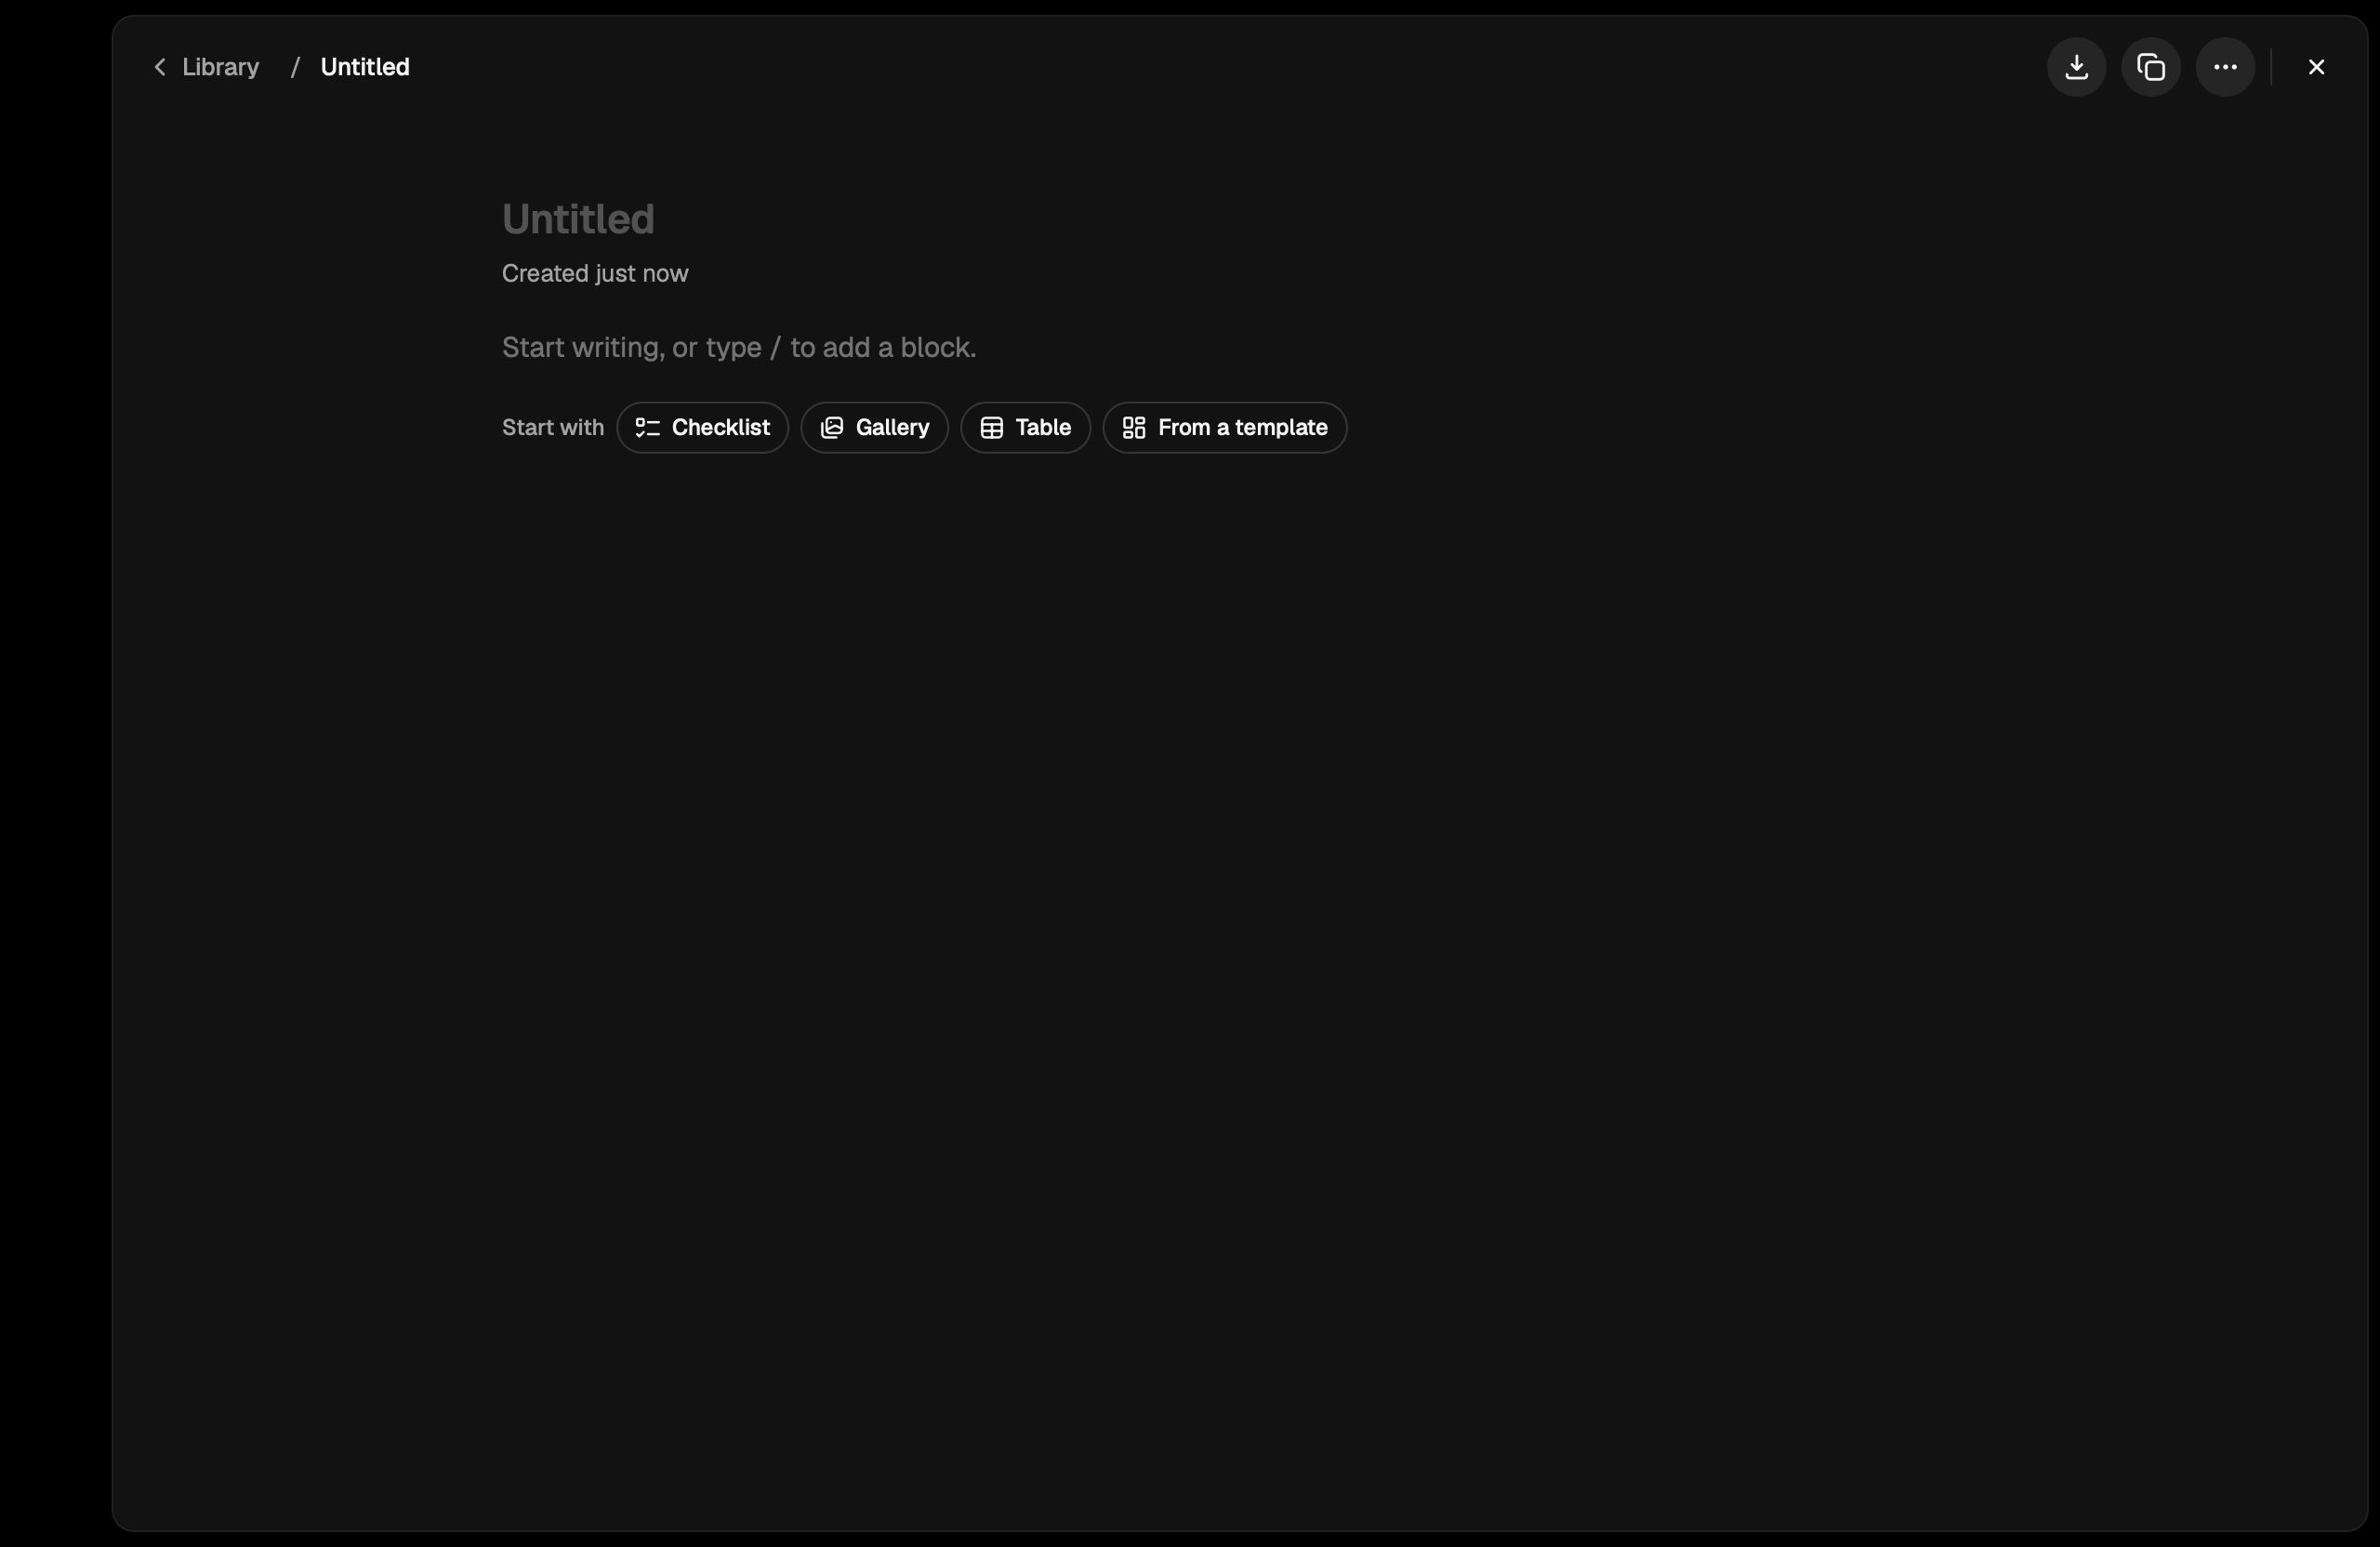 Library / Untitled
Untitled
Created just now
Start writing, or type / to add a block.
Start with Checklist Gallery Table From a template